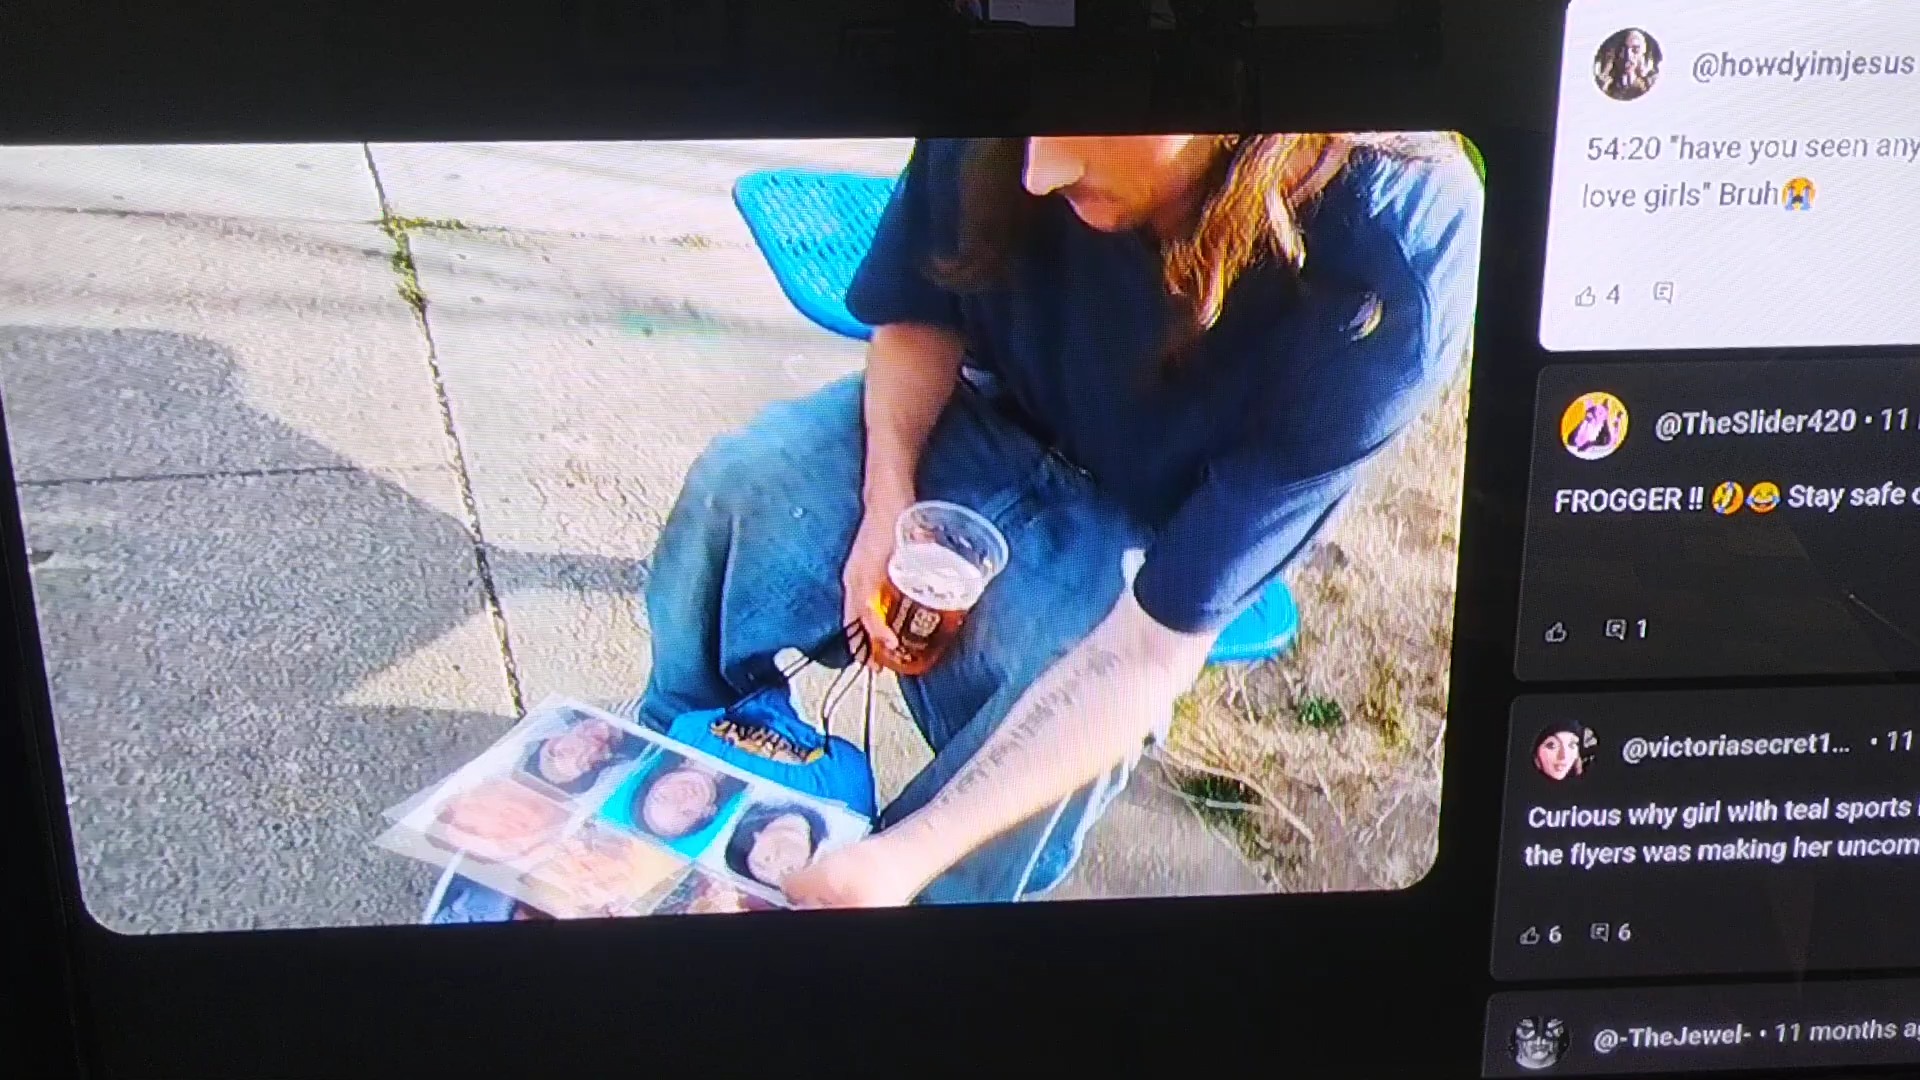 @howdyimjesus
54:20 "have you seen any
love girls" Bruh😭
4
@TheSlider420 • 11
FROGGER !! 🤣😂 Stay safe
1
@victoriasecret1... • 11
Curious why girl with teal sports
the flyers was making her uncom
6 6
@-TheJewel- • 11 months a